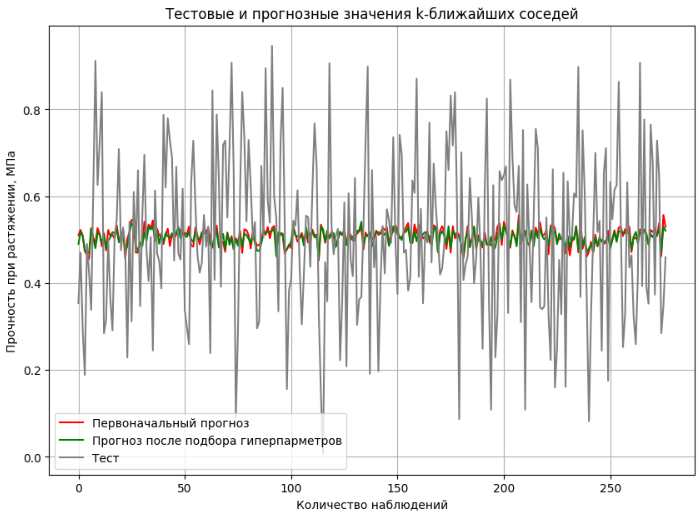 Тестовые и прогнозные значения k-ближайших соседей
Прочность при растяжении, МПа
0.8
0.6
0.4
0.2
0.0
Первоначальный прогноз
Прогноз после подбора гиперпарметров
Тест
0 50 100 150 200 250
Количество наблюдений